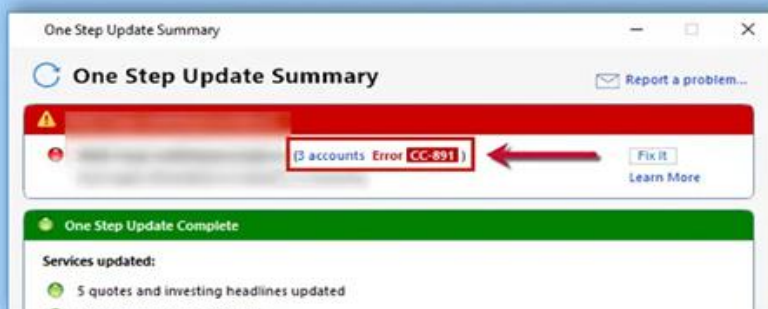 One Step Update Summary
One Step Update Summary
Report a problem...
(3 accounts Error CC-891 )
Fix it
Learn More
One Step Update Complete
Services updated:
5 quotes and investing headlines updated